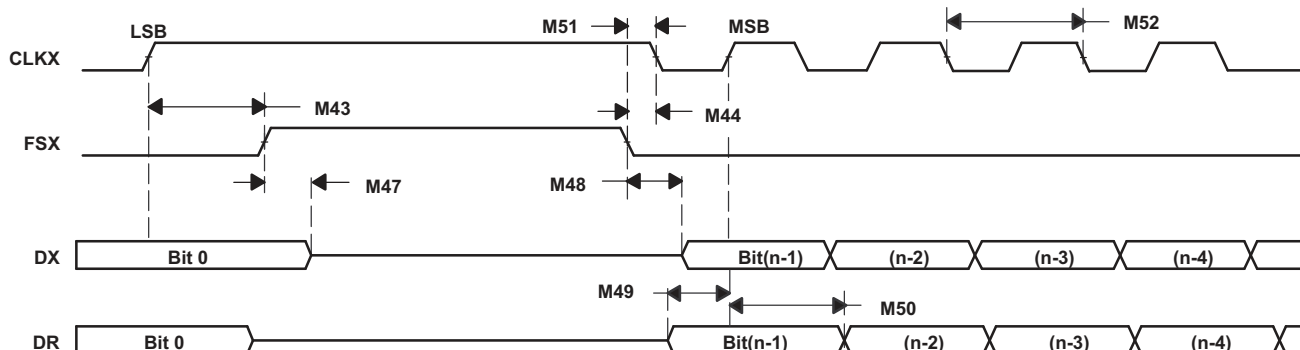 LSB M51 MSB M52
CLKX
M43 M44
FSX
M47 M48
DX Bit 0 Bit(n-1) (n-2) (n-3) (n-4)
M49 M50
DR Bit 0 Bit(n-1) (n-2) (n-3) (n-4)